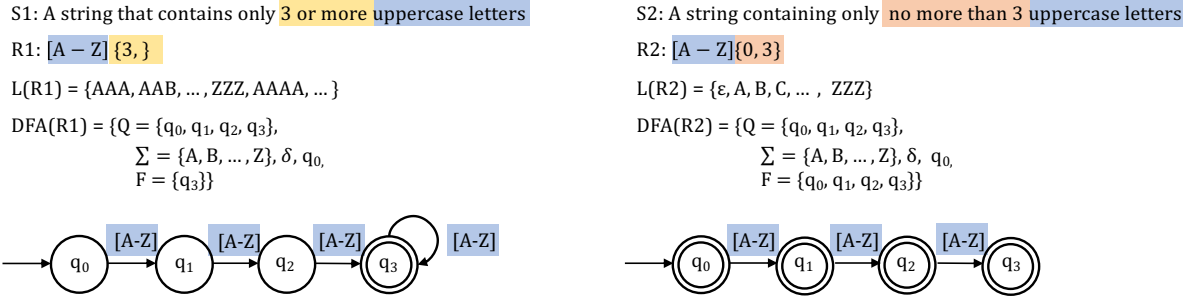 S1: A string that contains only 3 or more uppercase letters
R1: [A − Z] {3, }
L(R1) = {AAA, AAB, … , ZZZ, AAAA, … }
DFA(R1) = {Q = {q₀, q₁, q₂, q₃},
∑ = {A, B, … , Z}, δ, q₀,
F = {q₃}}
[A-Z] [A-Z] [A-Z] [A-Z]
q₀ q₁ q₂ q₃
S2: A string containing only no more than 3 uppercase letters
R2: [A − Z]{0, 3}
L(R2) = {ε, A, B, C, … , ZZZ}
DFA(R2) = {Q = {q₀, q₁, q₂, q₃},
∑ = {A, B, … , Z}, δ, q₀,
F = {q₀, q₁, q₂, q₃}}
[A-Z] [A-Z] [A-Z]
q₀ q₁ q₂ q₃